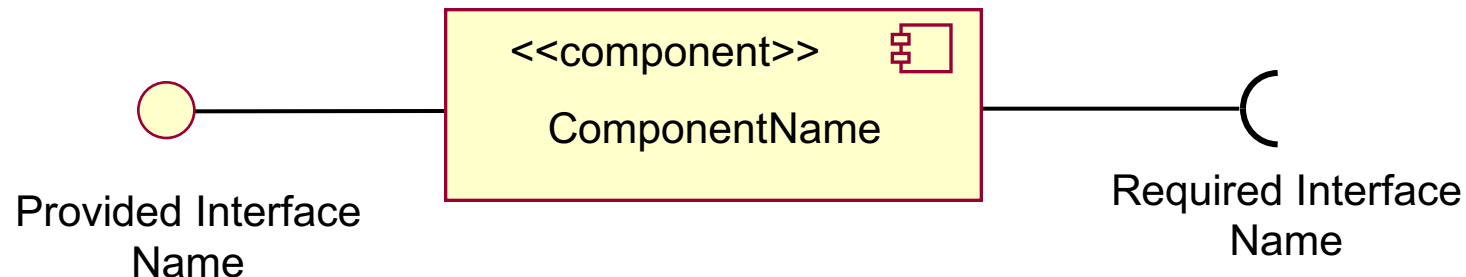 <<component>>
ComponentName
Provided Interface
Name
Required Interface
Name